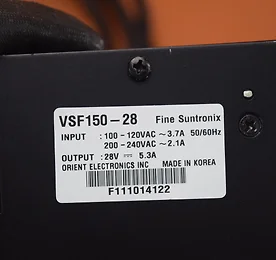 VSF150-28 Fine Suntronix
INPUT : 100-120VAC ~3.7A 50/60Hz
200-240VAC ~2.1A
OUTPUT : 28V ⎓ 5.3A
ORIENT ELECTRONICS INC MADE IN KOREA
F111014122